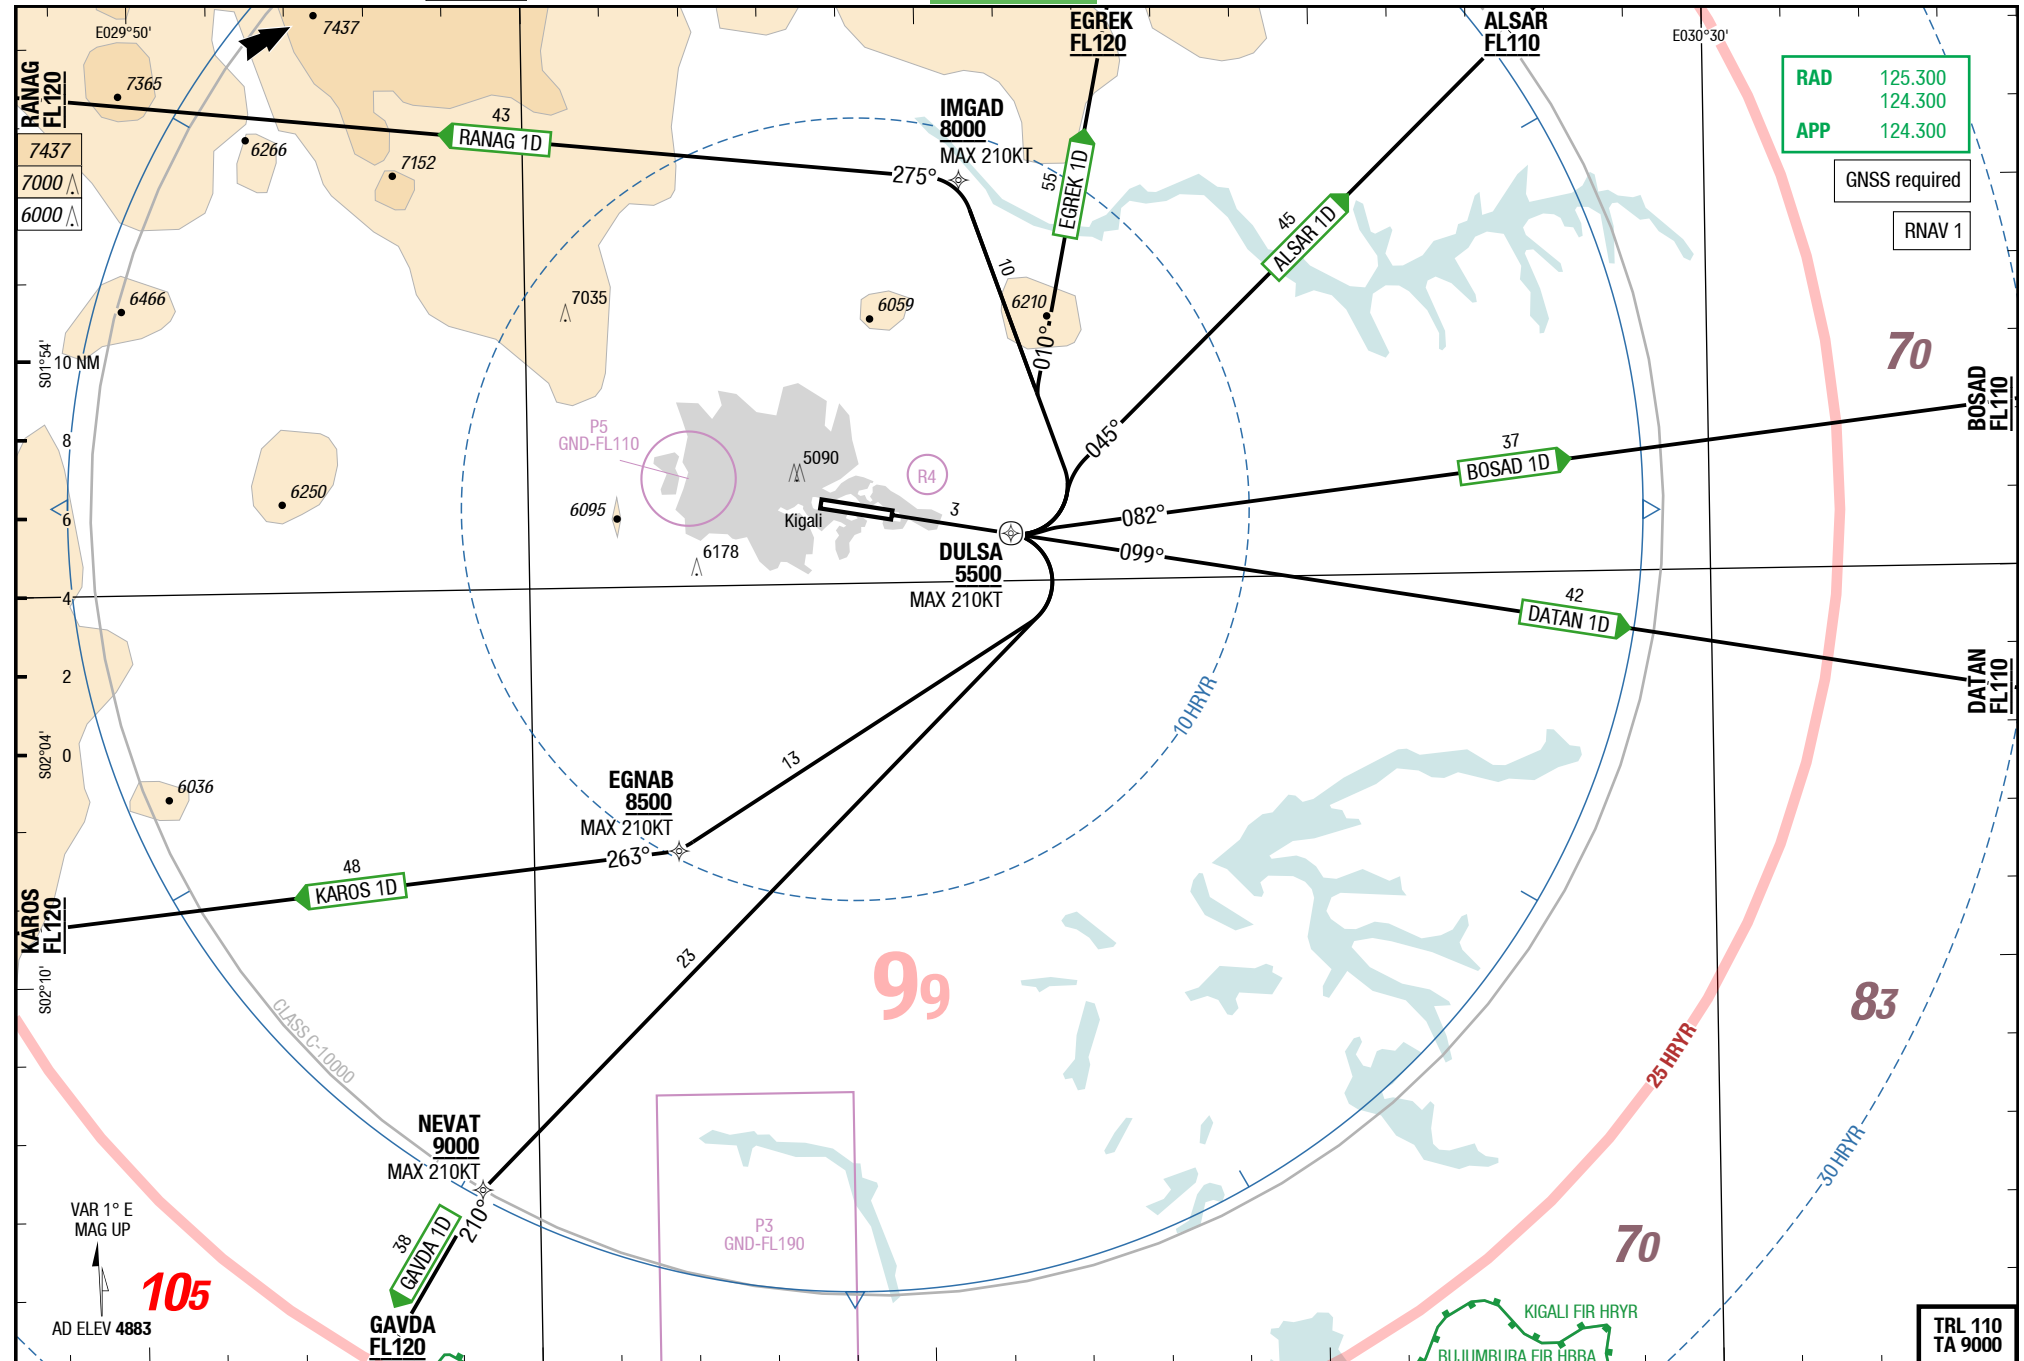 EGREK
FL120
ALSAR
FL110
E029°50'
E030°30'
7437
7365
RANAG
FL120
RAD 125.300
124.300
APP 124.300
GNSS required
RNAV 1
7437
7000
6000
6266
7152
43
RANAG 1D
275°
IMGAD
8000
MAX 210KT
55
EGREK 1D
45
ALSAR 1D
10
010°
6466
7035
6059
6210
S01°54'
10 NM
8
6
4
2
0
70
BOSAD
FL110
045°
P5
GND-FL110
5090
R4
37
BOSAD 1D
6250
6095
Kigali
3
082°
099°
6178
DULSA
5500
MAX 210KT
42
DATAN 1D
DATAN
FL110
10 HRYR
S02°04'
13
6036
EGNAB
8500
MAX 210KT
263°
48
KAROS 1D
KAROS
FL120
23
S02°10'
99
83
CLASS C-10000
25 HRYR
NEVAT
9000
MAX 210KT
210°
38
GAVDA 1D
30 HRYR
VAR 1° E
MAG UP
P3
GND-FL190
70
105
AD ELEV 4883
GAVDA
FL120
KIGALI FIR HRYR
BUJUMBURA FIR HBBA
TRL 110
TA 9000